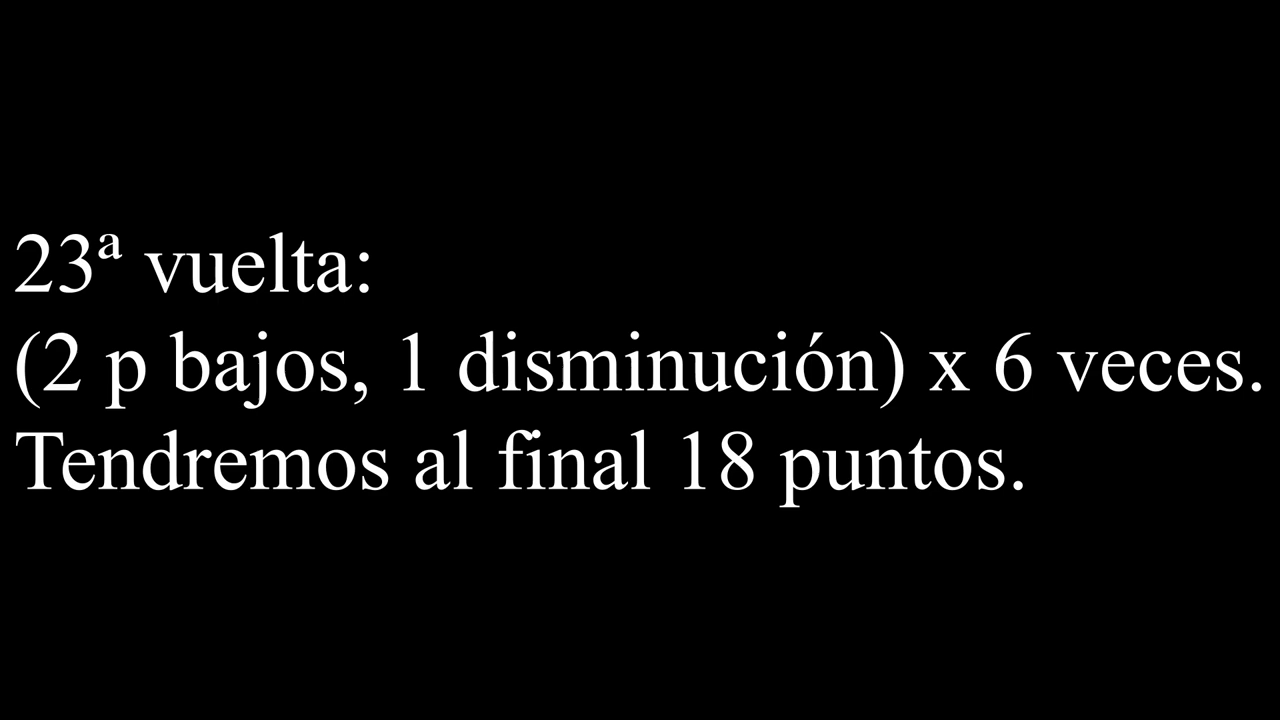 23ª vuelta:
(2 p bajos, 1 disminución) x 6 veces.
Tendremos al final 18 puntos.